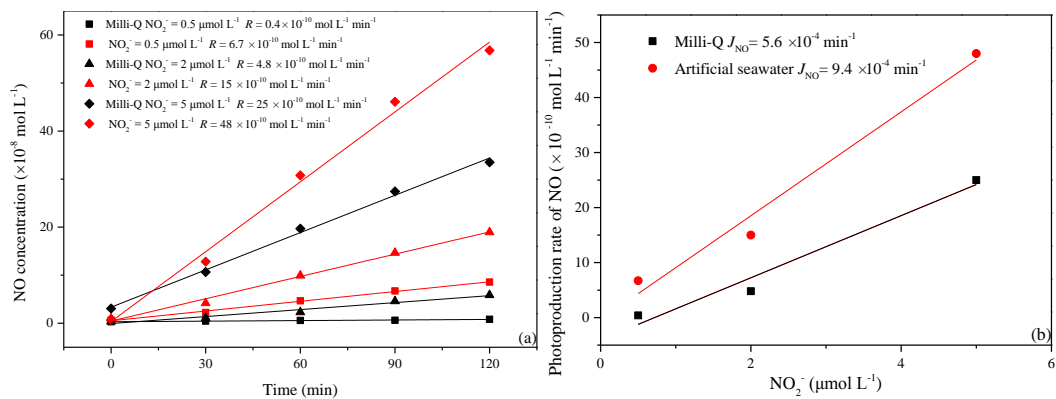 Milli-Q NO₂⁻ = 0.5 μmol L⁻¹ R = 0.4×10⁻¹⁰ mol L⁻¹ min⁻¹
NO₂⁻ = 0.5 μmol L⁻¹ R = 6.7 ×10⁻¹⁰ mol L⁻¹ min⁻¹
Milli-Q NO₂⁻ = 2 μmol L⁻¹ R = 4.8 ×10⁻¹⁰ mol L⁻¹ min⁻¹
NO₂⁻ = 2 μmol L⁻¹ R = 15 ×10⁻¹⁰ mol L⁻¹ min⁻¹
Milli-Q NO₂⁻ = 5 μmol L⁻¹ R = 25 ×10⁻¹⁰ mol L⁻¹ min⁻¹
NO₂⁻ = 5 μmol L⁻¹ R = 48 ×10⁻¹⁰ mol L⁻¹ min⁻¹
NO concentration (×10⁻⁸ mol L⁻¹)
60
40
20
0
(a)
0 30 60 90 120
Time (min)
Milli-Q J_NO= 5.6 ×10⁻⁴ min⁻¹
Artificial seawater J_NO= 9.4 ×10⁻⁴ min⁻¹
Photoproduction rate of NO (× 10⁻¹⁰ mol L⁻¹ min⁻¹)
50
40
30
20
10
0
(b)
0 2 4 6
NO₂⁻ (μmol L⁻¹)